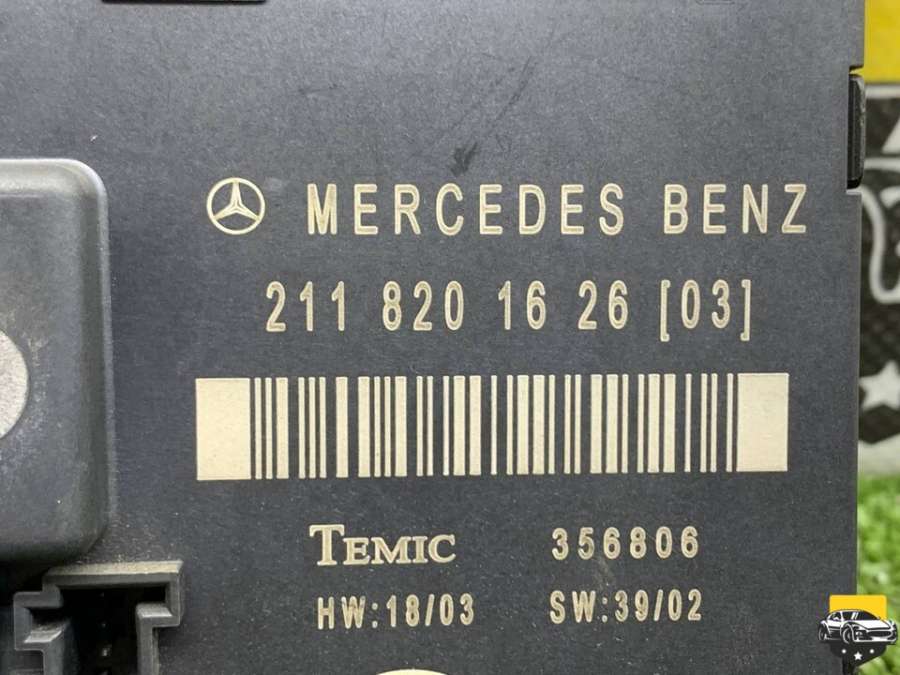 MERCEDES BENZ
211 820 16 26 [03]
TEMIC 356806
HW:18/03 SW:39/02